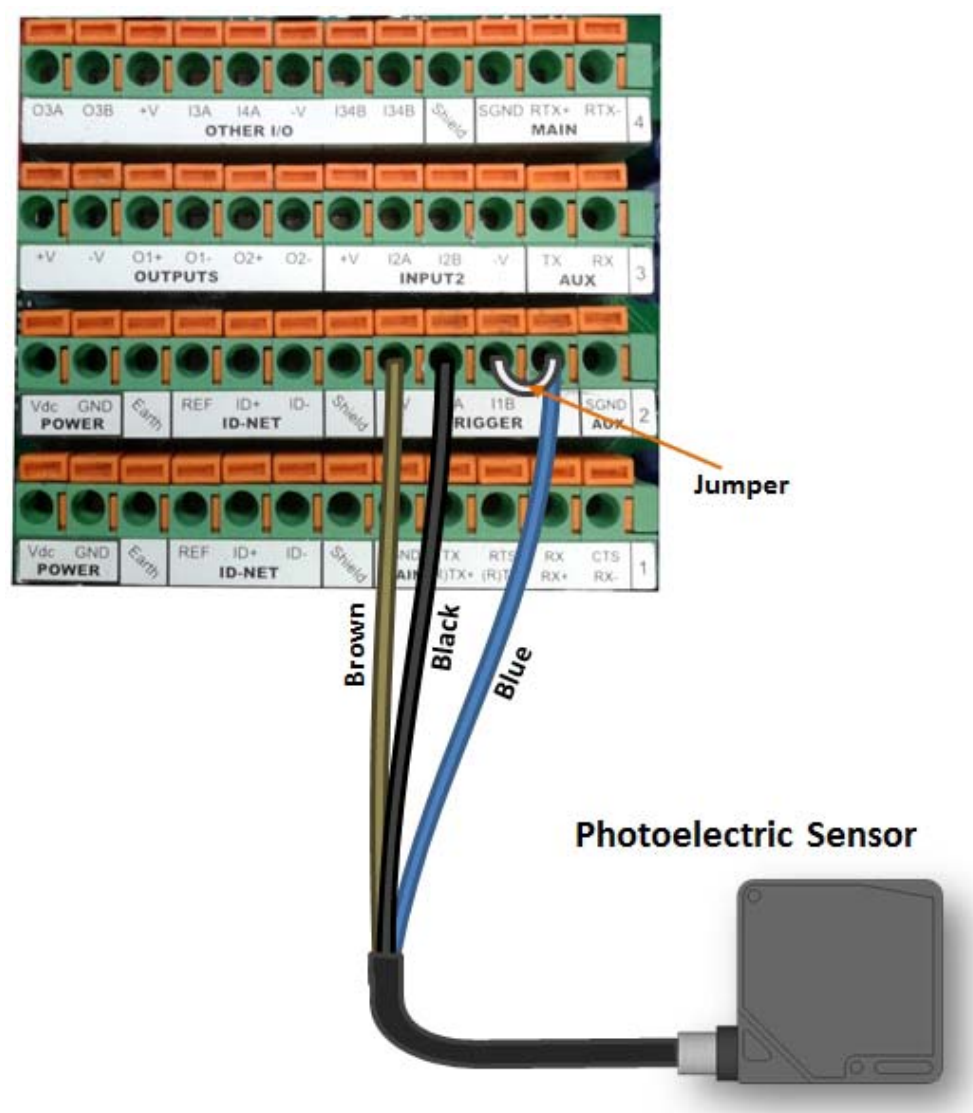 O3A O3B +V I3A I4A -V I34B I34B Shield SGND RTX+ RTX- 4
OTHER I/O MAIN
+V -V O1+ O1- O2+ O2- +V I2A I2B -V TX RX 3
OUTPUTS INPUT2 AUX
Vdc GND Earth REF ID+ ID- Shield I1B SGND 2
POWER ID-NET RIGGER AUX
Jumper
Vdc GND Earth REF ID+ ID- Shield TX RTS RX CTS 1
POWER ID-NET RX+ RX-
Brown
Black
Blue
Photoelectric Sensor